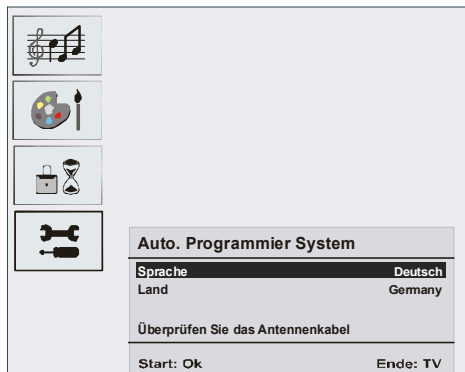 Auto. Programmier System
Sprache Deutsch
Land Germany
Überprüfen Sie das Antennenkabel
Start: Ok Ende: TV